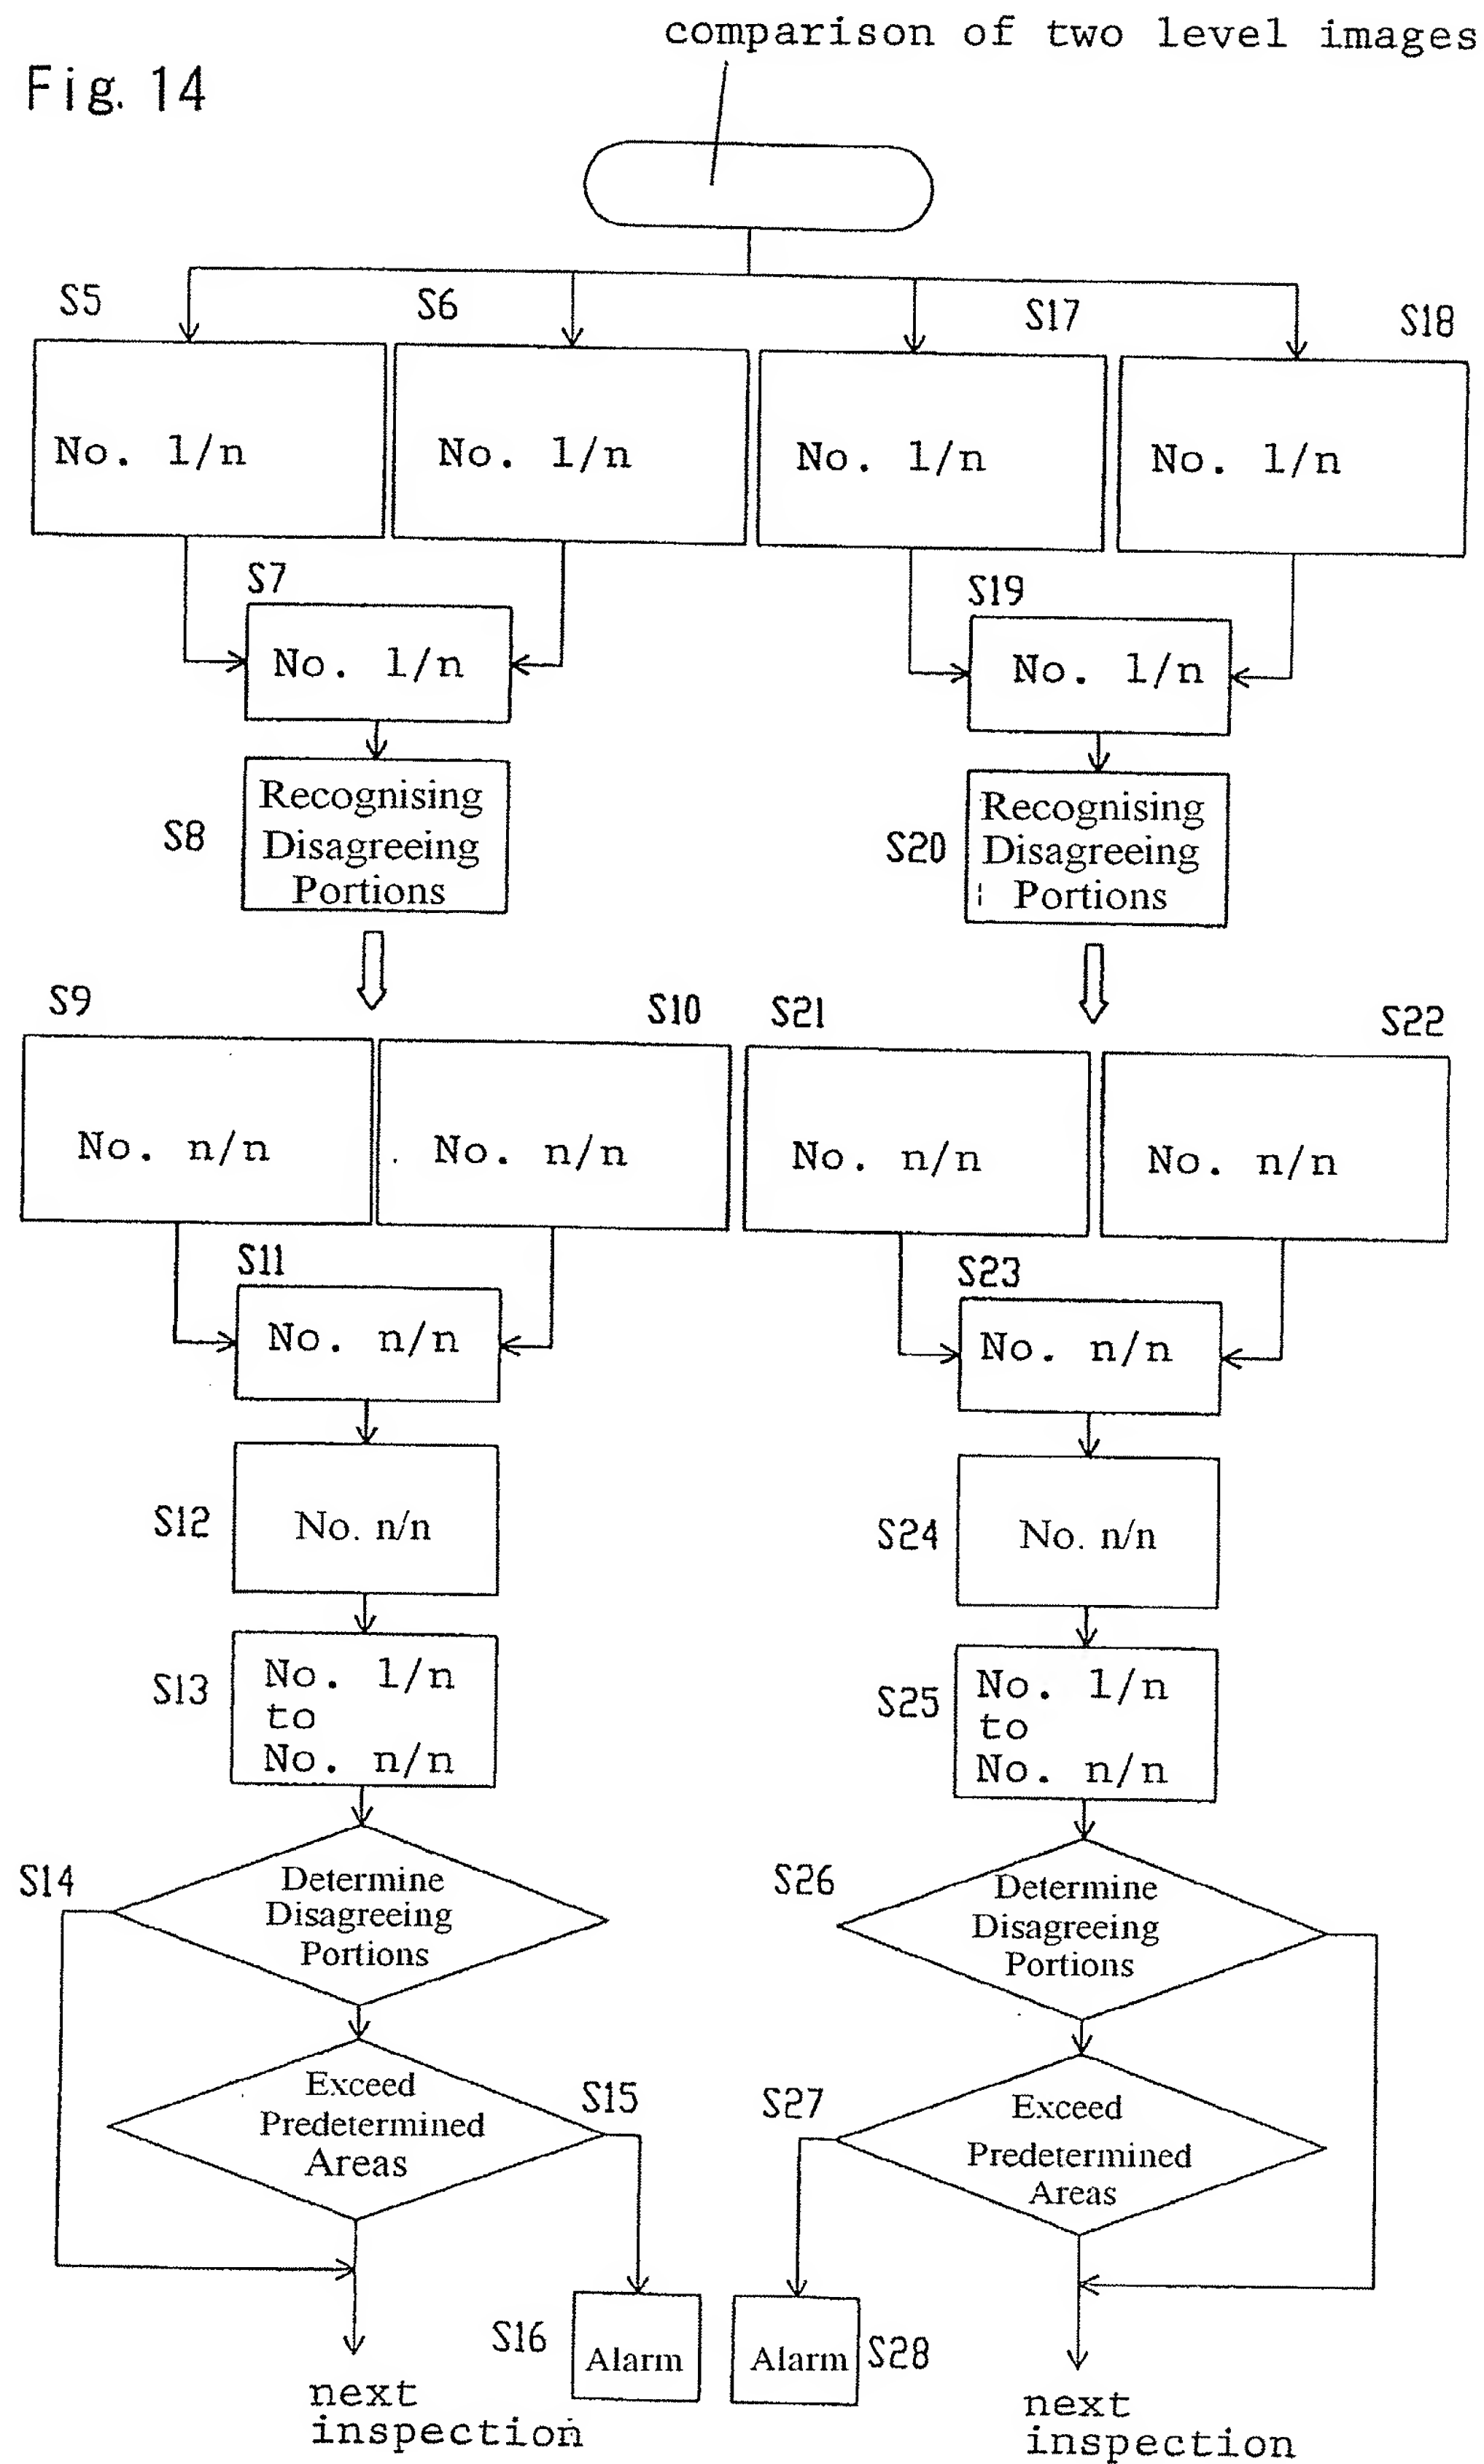 comparison of two level images
Fig. 14
S5
S6
S17
S18
No. 1/n
No. 1/n
No. 1/n
No. 1/n
S7
S19
No. 1/n
No. 1/n
S8
Recognising
Disagreeing
Portions
S20
Recognising
Disagreeing
Portions
S9
S10
S21
S22
No. n/n
No. n/n
No. n/n
No. n/n
S11
S23
No. n/n
No. n/n
S12
No. n/n
S24
No. n/n
S13
No. 1/n
to
No. n/n
S25
No. 1/n
to
No. n/n
S14
Determine
Disagreeing
Portions
S26
Determine
Disagreeing
Portions
Exceed
Predetermined
Areas
S15
S27
Exceed
Predetermined
Areas
S16
Alarm
Alarm
S28
next
inspection
next
inspection